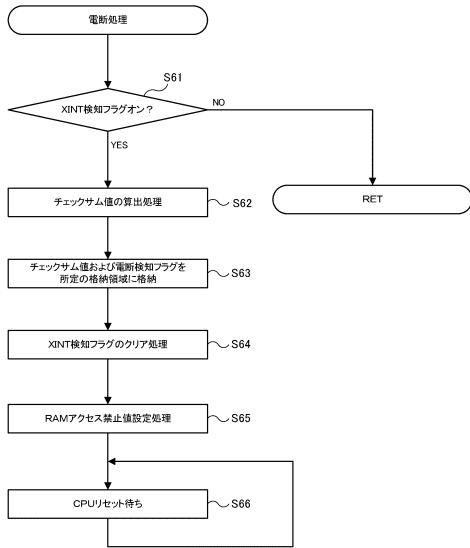 電断処理
S61
XINT検知フラグオン?
NO
YES
チェックサム値の算出処理
S62
RET
チェックサム値および電断検知フラグを
所定の格納領域に格納
S63
XINT検知フラグのクリア処理
S64
RAMアクセス禁止値設定処理
S65
CPUリセット待ち
S66